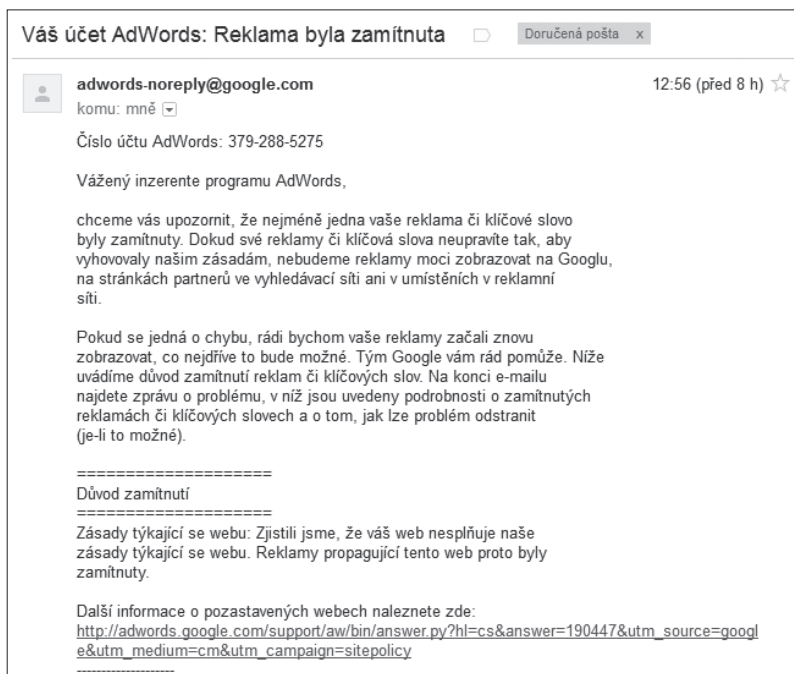 Váš účet AdWords: Reklama byla zamítnuta Doručená pošta x
adwords-noreply@google.com 12:56 (před 8 h)
komu: mně
Číslo účtu AdWords: 379-288-5275
Vážený inzerente programu AdWords,
chceme vás upozornit, že nejméně jedna vaše reklama či klíčové slovo
byly zamítnuty. Dokud své reklamy či klíčová slova neupravíte tak, aby
vyhovovaly našim zásadám, nebudeme reklamy moci zobrazovat na Googlu,
na stránkách partnerů ve vyhledávací síti ani v umístěních v reklamní
síti.
Pokud se jedná o chybu, rádi bychom vaše reklamy začali znovu
zobrazovat, co nejdříve to bude možné. Tým Google vám rád pomůže. Níže
uvádíme důvod zamítnutí reklam či klíčových slov. Na konci e-mailu
najdete zprávu o problému, v níž jsou uvedeny podrobnosti o zamítnutých
reklamách či klíčových slovech a o tom, jak lze problém odstranit
(je-li to možné).
====================
Důvod zamítnutí
====================
Zásady týkající se webu: Zjistili jsme, že váš web nesplňuje naše
zásady týkající se webu. Reklamy propagující tento web proto byly
zamítnuty.
Další informace o pozastavených webech naleznete zde:
http://adwords.google.com/support/aw/bin/answer.py?hl=cs&answer=190447&utm_source=googl
e&utm_medium=cm&utm_campaign=sitepolicy
--------------------